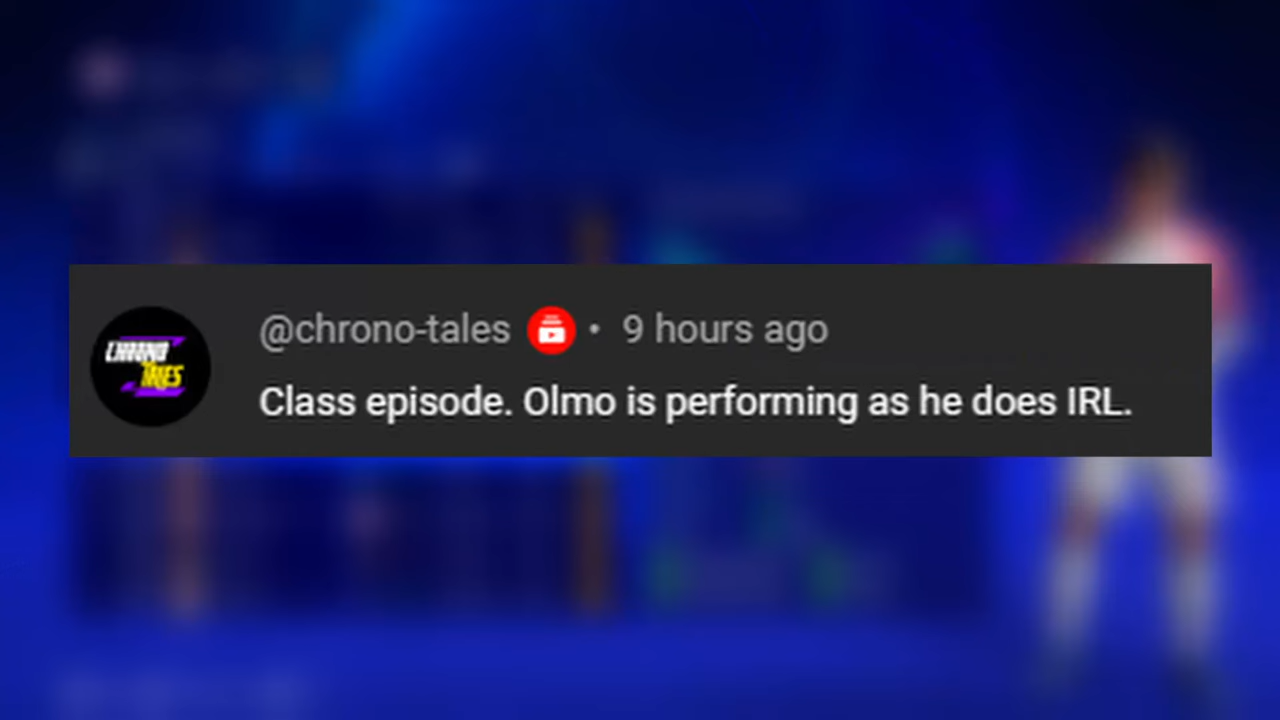 CHRONO
TALES
@chrono-tales • 9 hours ago
Class episode. Olmo is performing as he does IRL.